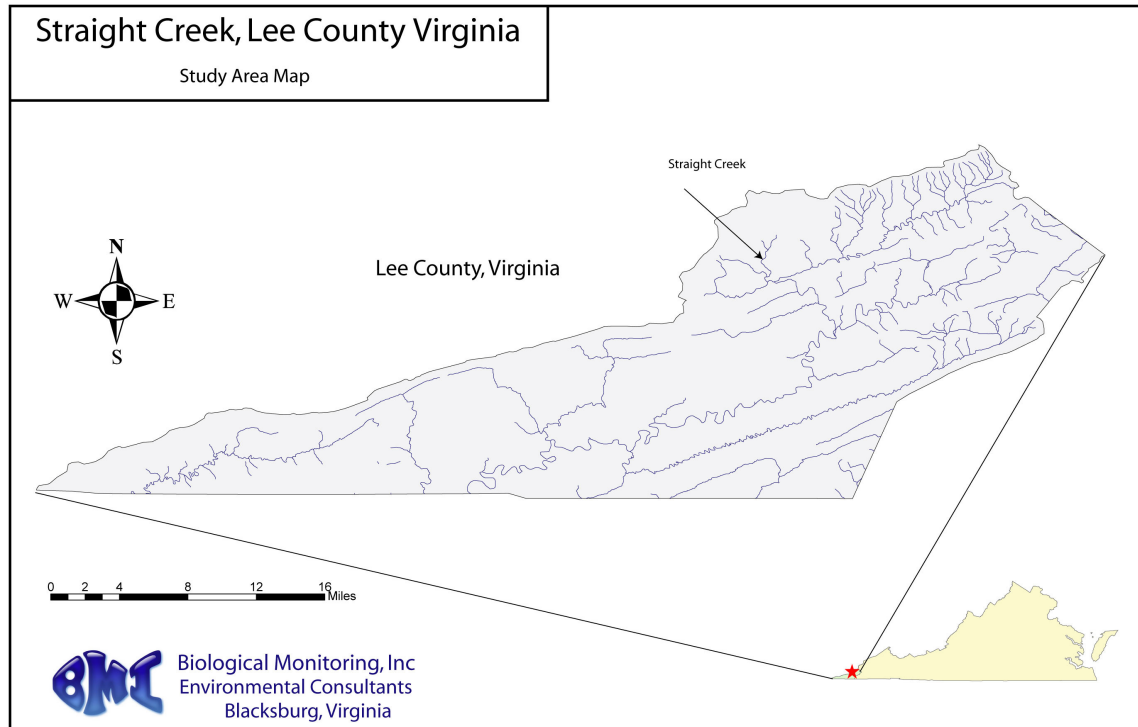 Straight Creek, Lee County Virginia
Study Area Map
Straight Creek
Lee County, Virginia
N
W E
S
0 2 4 8 12 16
Miles
BMI
Biological Monitoring, Inc
Environmental Consultants
Blacksburg, Virginia